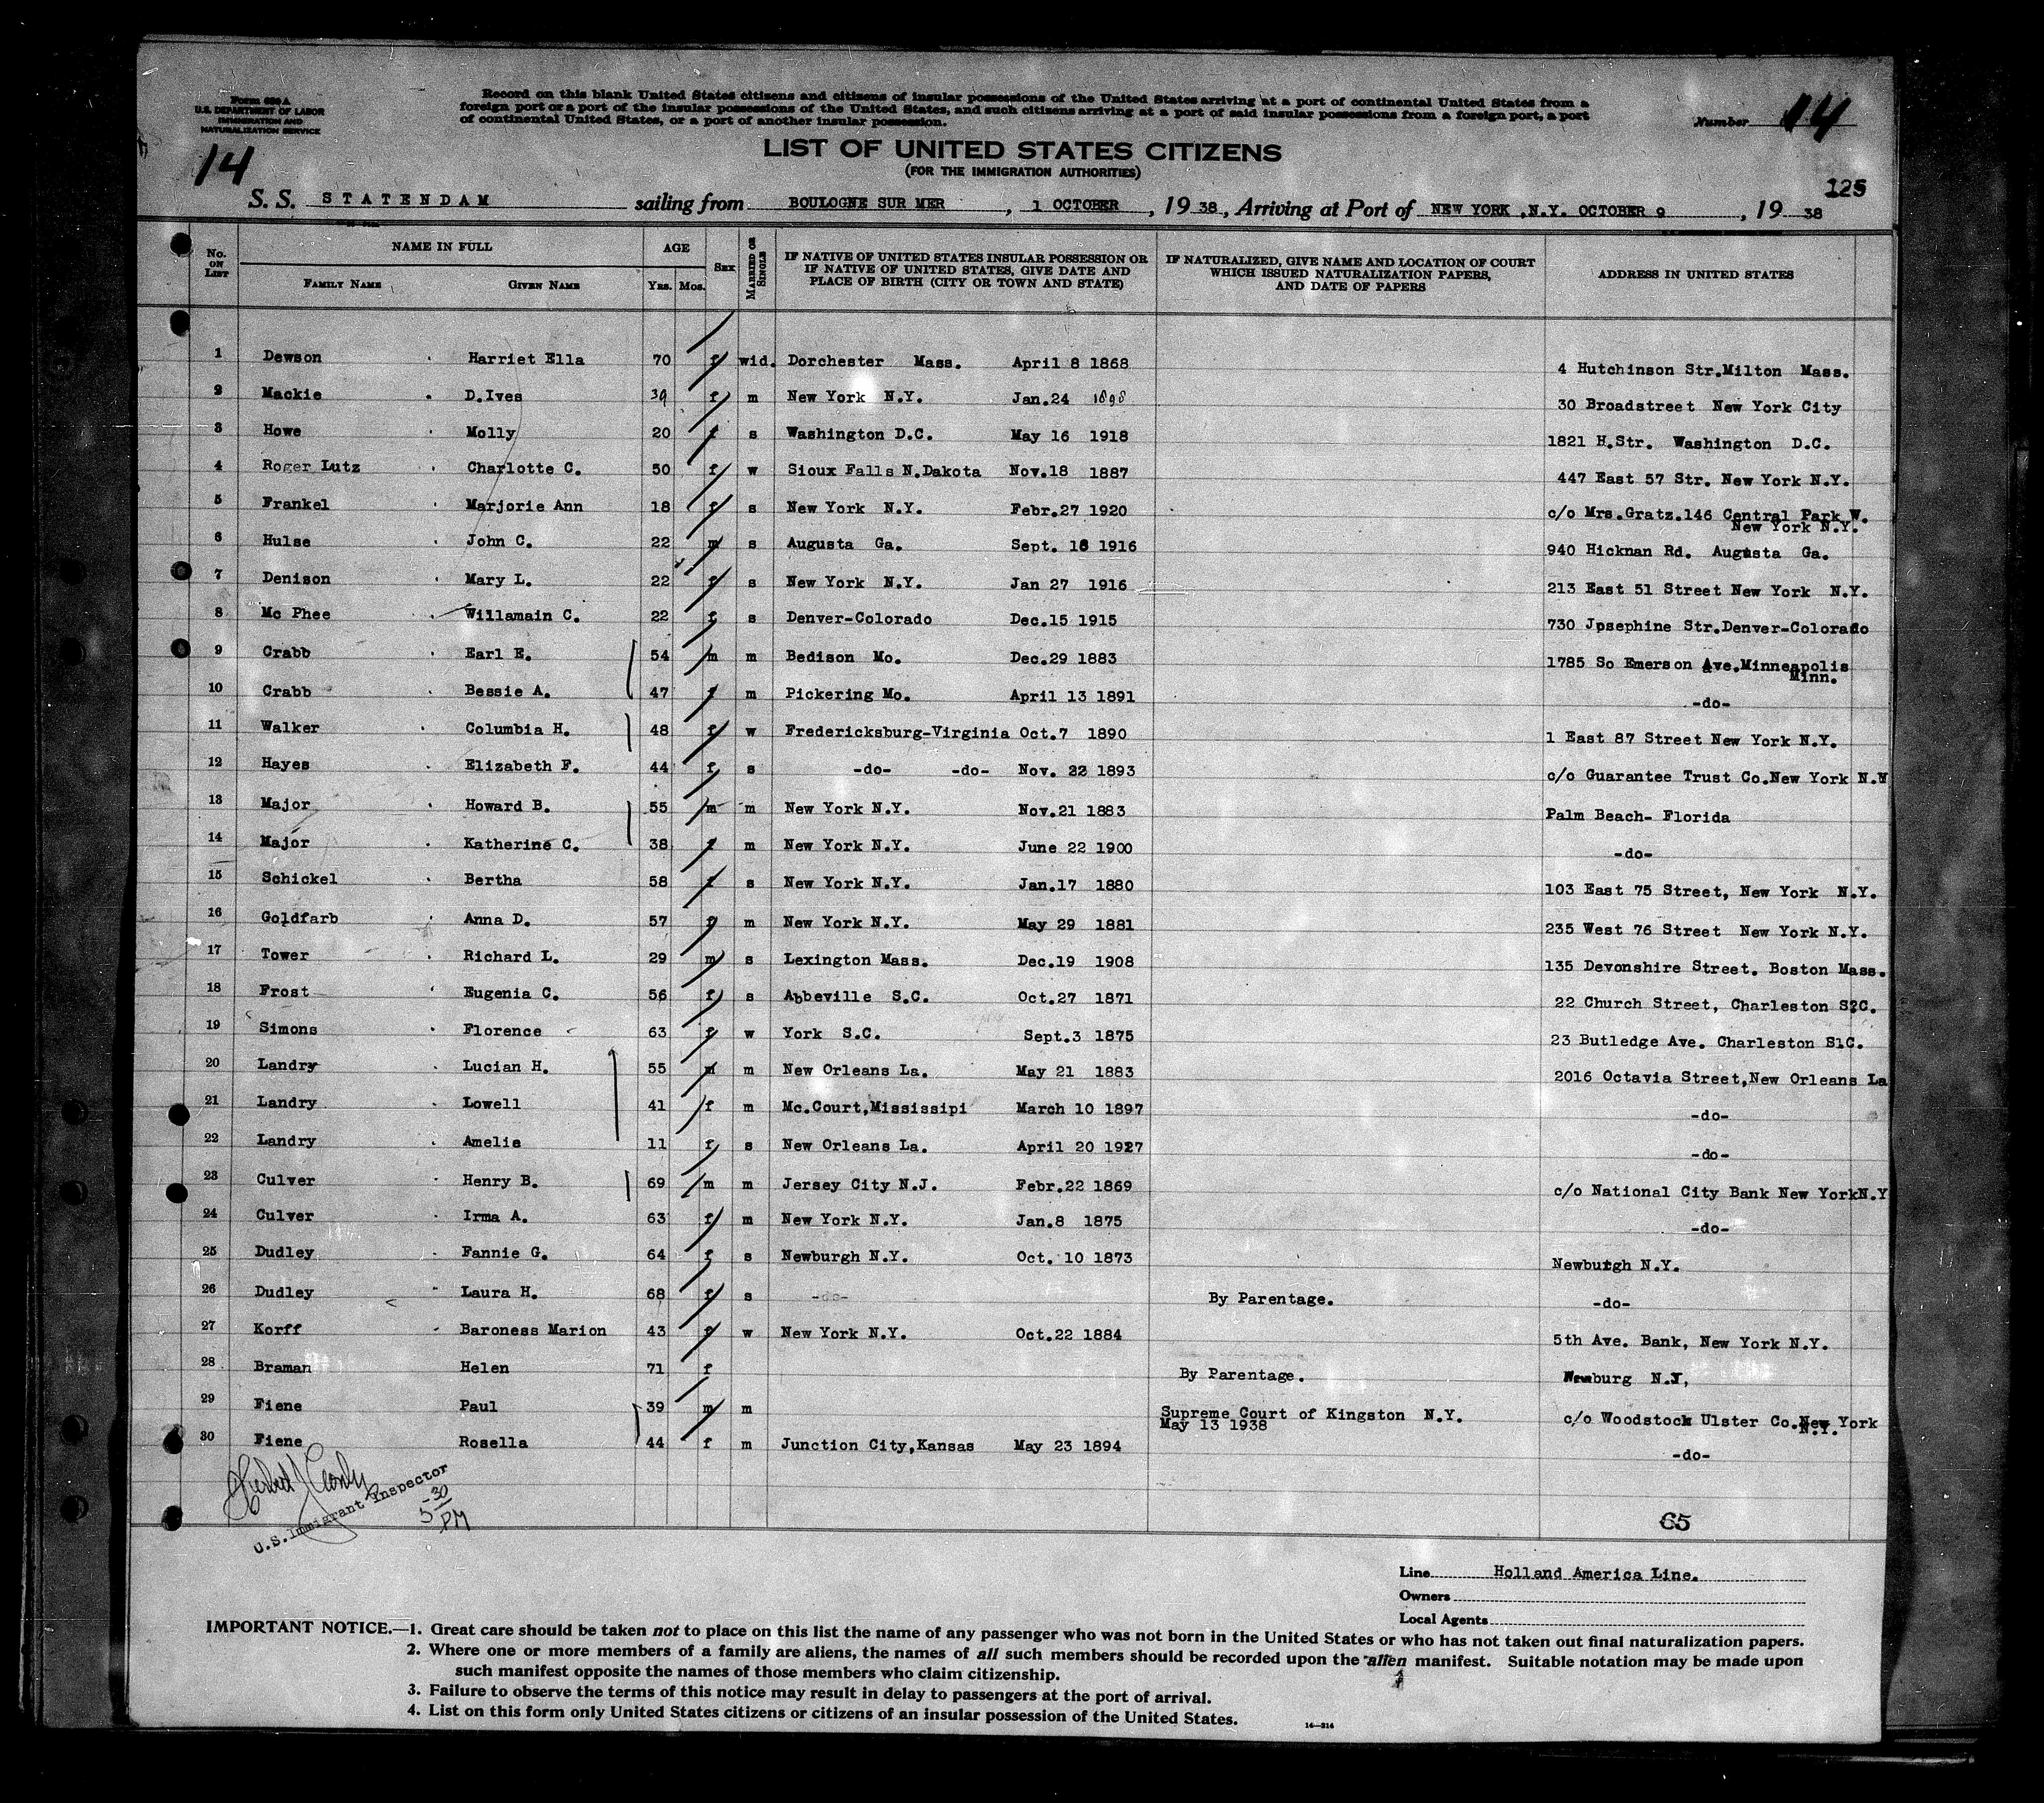 Form 630 A
U.S. DEPARTMENT OF LABOR
IMMIGRATION AND
NATURALIZATION SERVICE
Record on this blank United States citizens and citizens of insular possessions of the United States arriving at a port of continental United States from a
foreign port or a port of the insular possessions of the United States, and such citizens arriving at a port of said insular possessions from a foreign port, a port
of continental United States, or a port of another insular possession.
Number 14
14
LIST OF UNITED STATES CITIZENS
(FOR THE IMMIGRATION AUTHORITIES)
125
S. S. STATENDAM sailing from BOULOGNE SUR MER, 1 OCTOBER, 19 38, Arriving at Port of NEW YORK ,N.Y. OCTOBER 9, 19 38
No. ON LIST NAME IN FULL FAMILY NAME GIVEN NAME AGE Yrs. Mos. SEX MARRIED OR SINGLE IF NATIVE OF UNITED STATES INSULAR POSSESSION OR IF NATIVE OF UNITED STATES, GIVE DATE AND PLACE OF BIRTH (CITY OR TOWN AND STATE) IF NATURALIZED, GIVE NAME AND LOCATION OF COURT WHICH ISSUED NATURALIZATION PAPERS, AND DATE OF PAPERS ADDRESS IN UNITED STATES
1 Dewson Harriet Ella 70 f wid. Dorchester Mass. April 8 1868 4 Hutchinson Str.Milton Mass.
2 Mackie D.Ives 39 f m New York N.Y. Jan.24 1898 30 Broadstreet New York City
3 Howe Molly 20 f s Washington D.C. May 16 1918 1821 H.Str. Washington D.C.
4 Roger Lutz Charlotte C. 50 f w Sioux Falls N.Dakota Nov.18 1887 447 East 57 Str. New York N.Y.
5 Frankel Marjorie Ann 18 f s New York N.Y. Febr.27 1920 c/o Mrs.Gratz.146 Central Park W.
New York N.Y.
6 Hulse John C. 22 m s Augusta Ga. Sept. 18 1916 940 Hicknan Rd. Augusta Ga.
7 Denison Mary L. 22 f s New York N.Y. Jan 27 1916 213 East 51 Street New York N.Y.
8 Mc Phee Willamain C. 22 f s Denver-Colorado Dec.15 1915 730 Jpsephine Str.Denver-Colorado
9 Crabb Earl E. 54 m m Bedison Mo. Dec.29 1883 1785 So Emerson Ave.Minneapolis
Minn.
10 Crabb Bessie A. 47 f m Pickering Mo. April 13 1891 -do-
11 Walker Columbia H. 48 f w Fredericksburg-Virginia Oct.7 1890 1 East 87 Street New York N.Y.
12 Hayes Elizabeth F. 44 f s -do- -do- Nov. 22 1893 c/o Guarantee Trust Co.New York N.Y
13 Major Howard B. 55 m m New York N.Y. Nov.21 1883 Palm Beach- Florida
14 Major Katherine C. 38 f m New York N.Y. June 22 1900 -do-
15 Schickel Bertha 58 f s New York N.Y. Jan.17 1880 103 East 75 Street, New York N.Y.
16 Goldfarb Anna D. 57 f m New York N.Y. May 29 1881 235 West 76 Street New York N.Y.
17 Tower Richard L. 29 m s Lexington Mass. Dec.19 1908 135 Devonshire Street. Boston Mass.
18 Frost Eugenia C. 56 f s Abbeville S.C. Oct.27 1871 22 Church Street, Charleston S.C.
19 Simons Florence 63 f w York S.C. Sept.3 1875 23 Butledge Ave. Charleston S.C.
20 Landry Lucian H. 55 m m New Orleans La. May 21 1883 2016 Octavia Street,New Orleans La
21 Landry Lowell 41 f m Mc.Court,Mississipi March 10 1897 -do-
22 Landry Amelie 11 f s New Orleans La. April 20 1927 -do-
23 Culver Henry B. 69 m m Jersey City N.J. Febr.22 1869 c/o National City Bank New YorkN.Y
24 Culver Irma A. 63 f m New York N.Y. Jan.8 1875 -do-
25 Dudley Fannie G. 64 f s Newburgh N.Y. Oct. 10 1873 Newburgh N.Y.
26 Dudley Laura H. 68 f s -do- By Parentage. -do-
27 Korff Baroness Marion 43 f w New York N.Y. Oct.22 1884 5th Ave. Bank, New York N.Y.
28 Braman Helen 71 f By Parentage. Newburg N.J,
29 Fiene Paul 39 m m Supreme Court of Kingston N.Y. c/o Woodstock Ulster Co.New York
May 13 1938 N.Y.
30 Fiene Rosella 44 f m Junction City,Kansas May 23 1894 -do-
U.S. Immigrant Inspector
5-30
PM
65
Line Holland America Line.
Owners
Local Agents
IMPORTANT NOTICE.—1. Great care should be taken not to place on this list the name of any passenger who was not born in the United States or who has not taken out final naturalization papers.
2. Where one or more members of a family are aliens, the names of all such members should be recorded upon the alien manifest. Suitable notation may be made upon
such manifest opposite the names of those members who claim citizenship.
3. Failure to observe the terms of this notice may result in delay to passengers at the port of arrival.
4. List on this form only United States citizens or citizens of an insular possession of the United States.
14—314